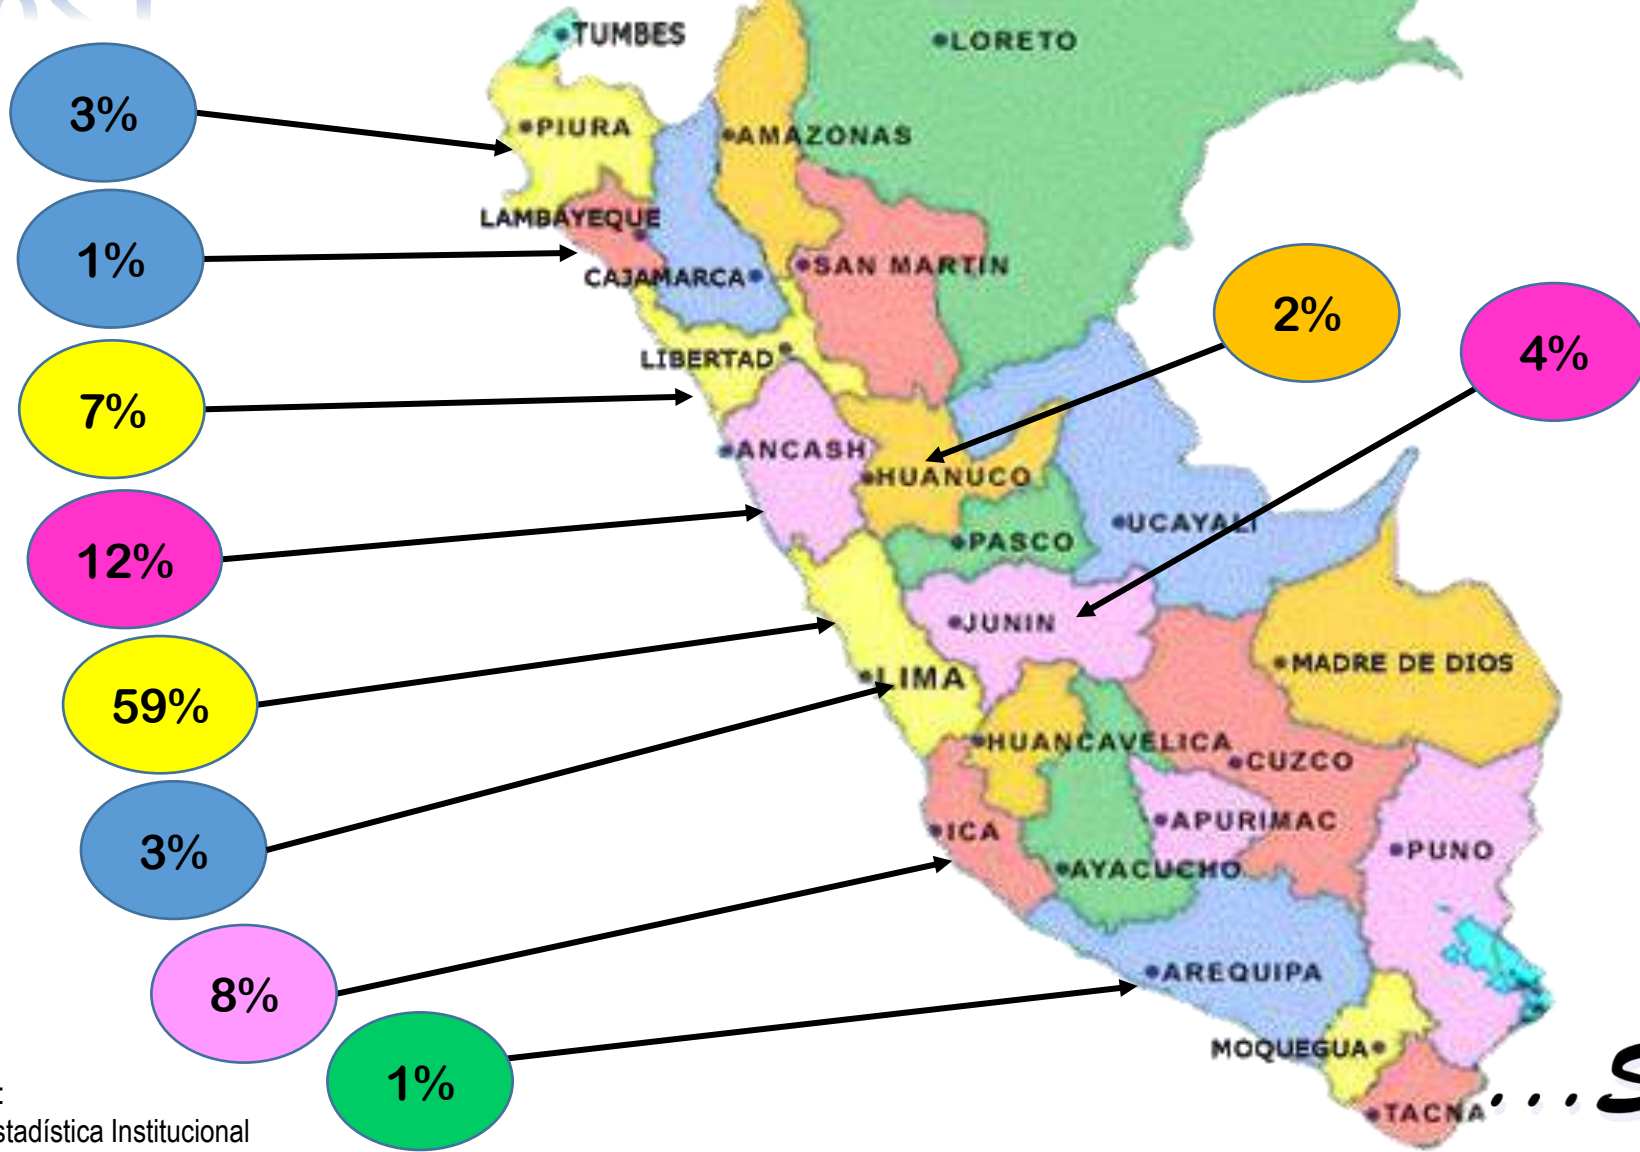 TUMBES
LORETO
3%
PIURA
AMAZONAS
LAMBAYEQUE
1%
CAJAMARCA
SAN MARTIN
2%
4%
LIBERTAD
7%
ANCASH
HUANUCO
UCAYALI
PASCO
12%
JUNIN
MADRE DE DIOS
LIMA
59%
HUANCAVELICA
CUZCO
APURIMAC
ICA
PUNO
3%
AYACUCHO
AREQUIPA
8%
MOQUEGUA
1%
TACNA
...S
:
stadística Institucional